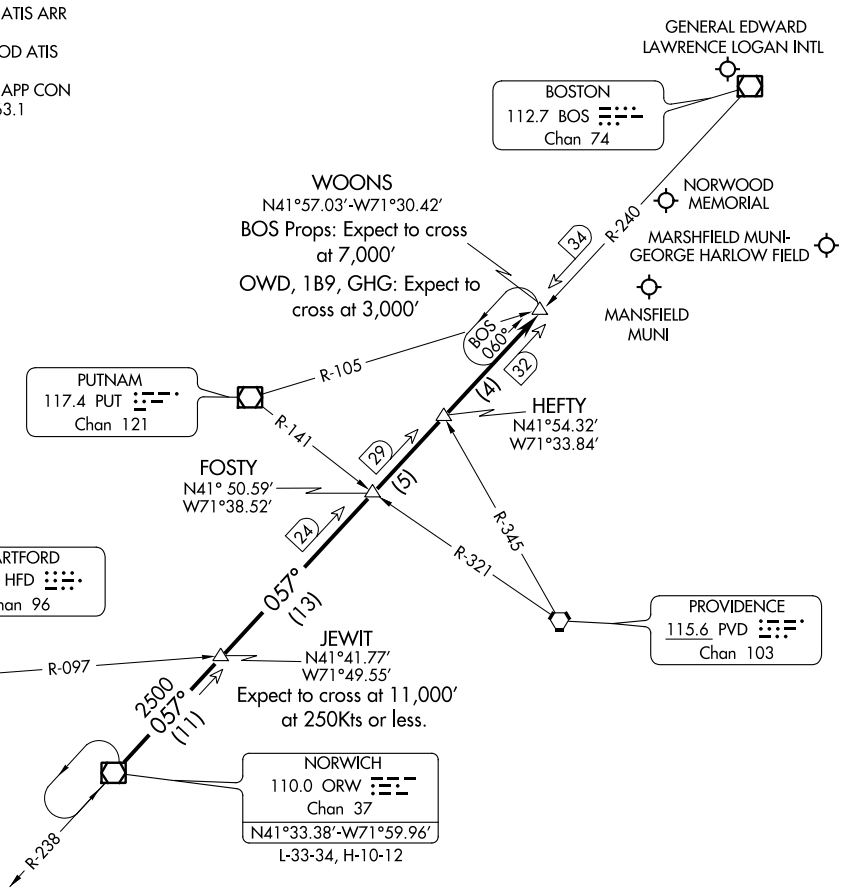 ATIS ARR
OD ATIS
APP CON
63.1
GENERAL EDWARD
LAWRENCE LOGAN INTL
BOSTON
112.7 BOS
Chan 74
WOONS
N41°57.03'-W71°30.42'
BOS Props: Expect to cross
at 7,000'
OWD, 1B9, GHG: Expect to
cross at 3,000'
NORWOOD
MEMORIAL
R-240
34
MARSHFIELD MUNI-
GEORGE HARLOW FIELD
MANSFIELD
MUNI
BOS
060°
32
(4)
R-105
PUTNAM
117.4 PUT
Chan 121
R-141
HEFTY
N41°54.32'
W71°33.84'
29
(5)
FOSTY
N41° 50.59'
W71°38.52'
24
R-345
R-321
057°
(13)
ARTFORD
HFD
han 96
PROVIDENCE
115.6 PVD
Chan 103
R-097
JEWIT
N41°41.77'
W71°49.55'
Expect to cross at 11,000'
at 250Kts or less.
2500
057°
(11)
NORWICH
110.0 ORW
Chan 37
N41°33.38'-W71°59.96'
L-33-34, H-10-12
R-238